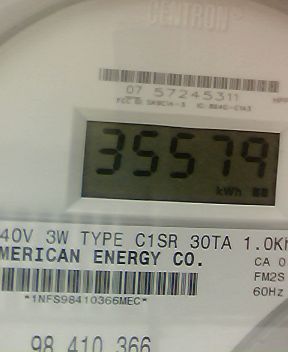 CENTRON
07 57245311
35579
kWh
40V 3W TYPE C1SR 30TA 1.0Kh
MERICAN ENERGY CO.
CA 0
FM2S
*1NFS98410366MEC*
60Hz
98 410 366